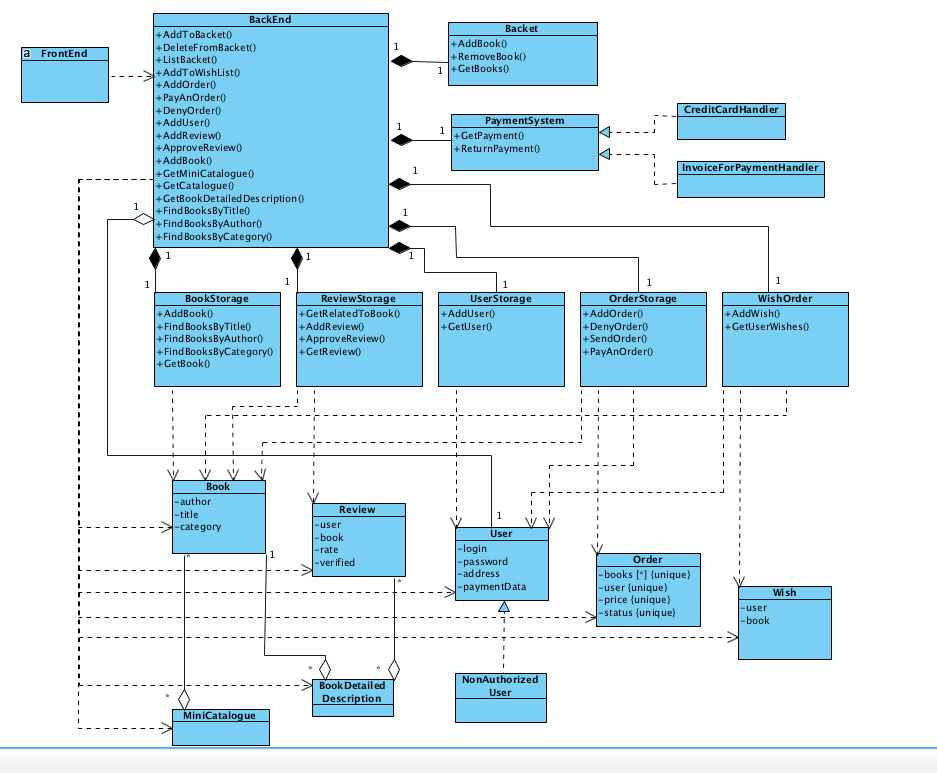 BackEnd
+AddToBacket()
+DeleteFromBacket()
+ListBacket()
+AddToWishList()
+AddOrder()
+PayAnOrder()
+DenyOrder()
+AddUser()
+AddReview()
+ApproveReview()
+AddBook()
+GetMiniCatalogue()
+GetCatalogue()
+GetBookDetailedDescription()
+FindBooksByTitle()
+FindBooksByAuthor()
+FindBooksByCategory()
a FrontEnd
Backet
+AddBook()
+RemoveBook()
+GetBooks()
1
1
PaymentSystem
+GetPayment()
+ReturnPayment()
1
1
CreditCardHandler
InvoiceForPaymentHandler
1
1
1
1
1
1
1
1
1
1
1
BookStorage
+AddBook()
+FindBooksByTitle()
+FindBooksByAuthor()
+FindBooksByCategory()
+GetBook()
ReviewStorage
+GetRelatedToBook()
+AddReview()
+ApproveReview()
+GetReview()
UserStorage
+AddUser()
+GetUser()
OrderStorage
+AddOrder()
+DenyOrder()
+SendOrder()
+PayAnOrder()
WishOrder
+AddWish()
+GetUserWishes()
Book
-author
-title
-category
*
1
Review
-user
-book
-rate
-verified
*
1
User
-login
-password
-address
-paymentData
Order
-books [*] {unique}
-user {unique}
-price {unique}
-status {unique}
Wish
-user
-book
*
*
*
BookDetailed
Description
NonAuthorized
User
MiniCatalogue